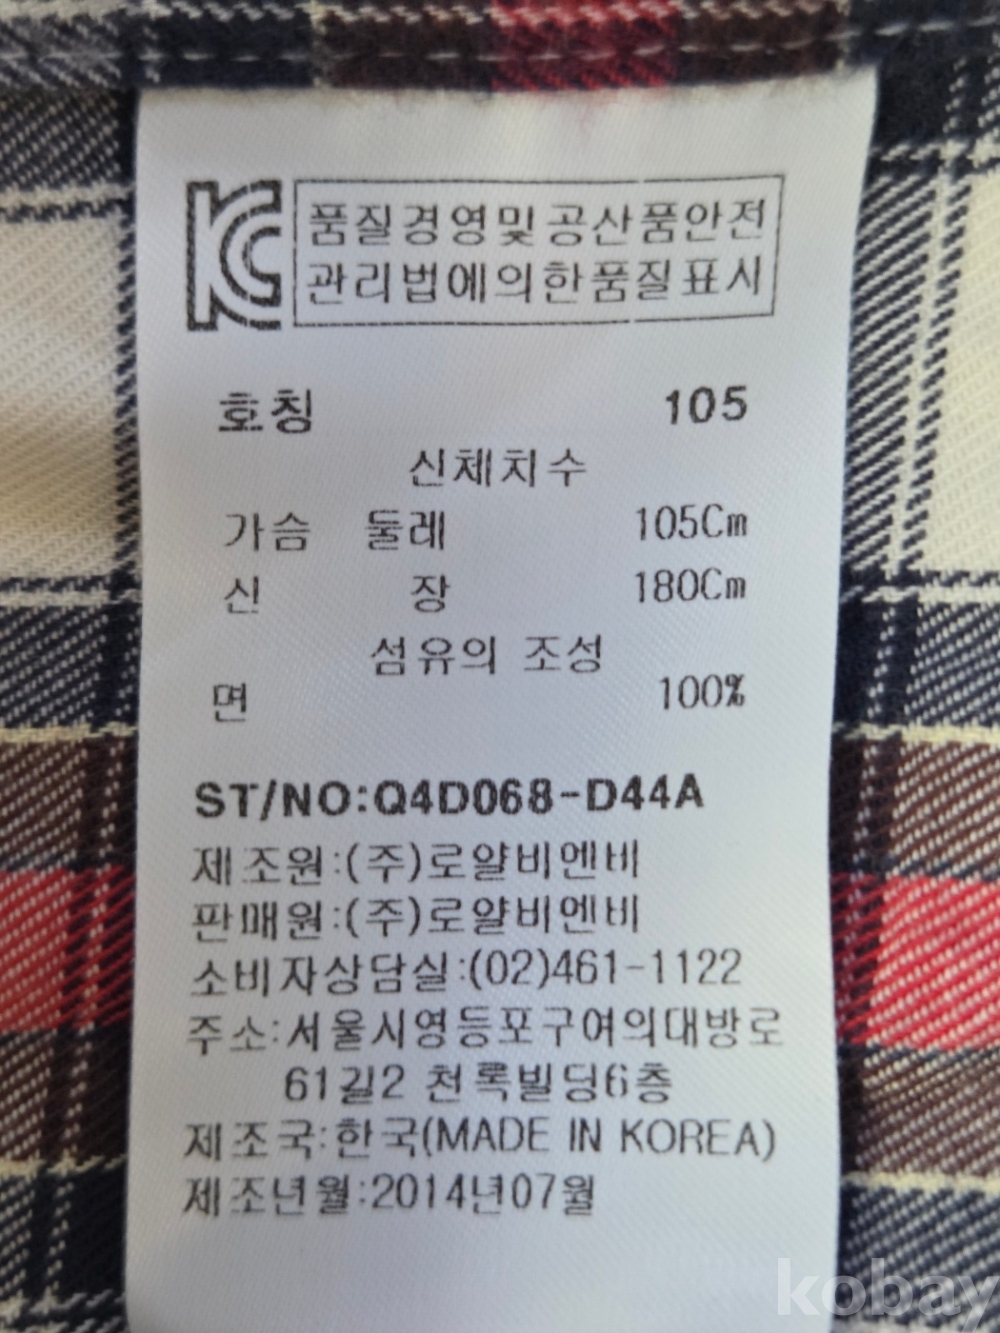 KC
품질경영및공산품안전
관리법에의한품질표시
호칭 105
신체치수
가슴 둘레 105Cm
신 장 180Cm
섬유의 조성
면 100%
ST/NO:Q4D068-D44A
제조원:(주)로얄비엔비
판매원:(주)로얄비엔비
소비자상담실:(02)461-1122
주소:서울시영등포구여의대방로
61길2 천록빌딩6층
제조국:한국(MADE IN KOREA)
제조년월:2014년07월
kobay